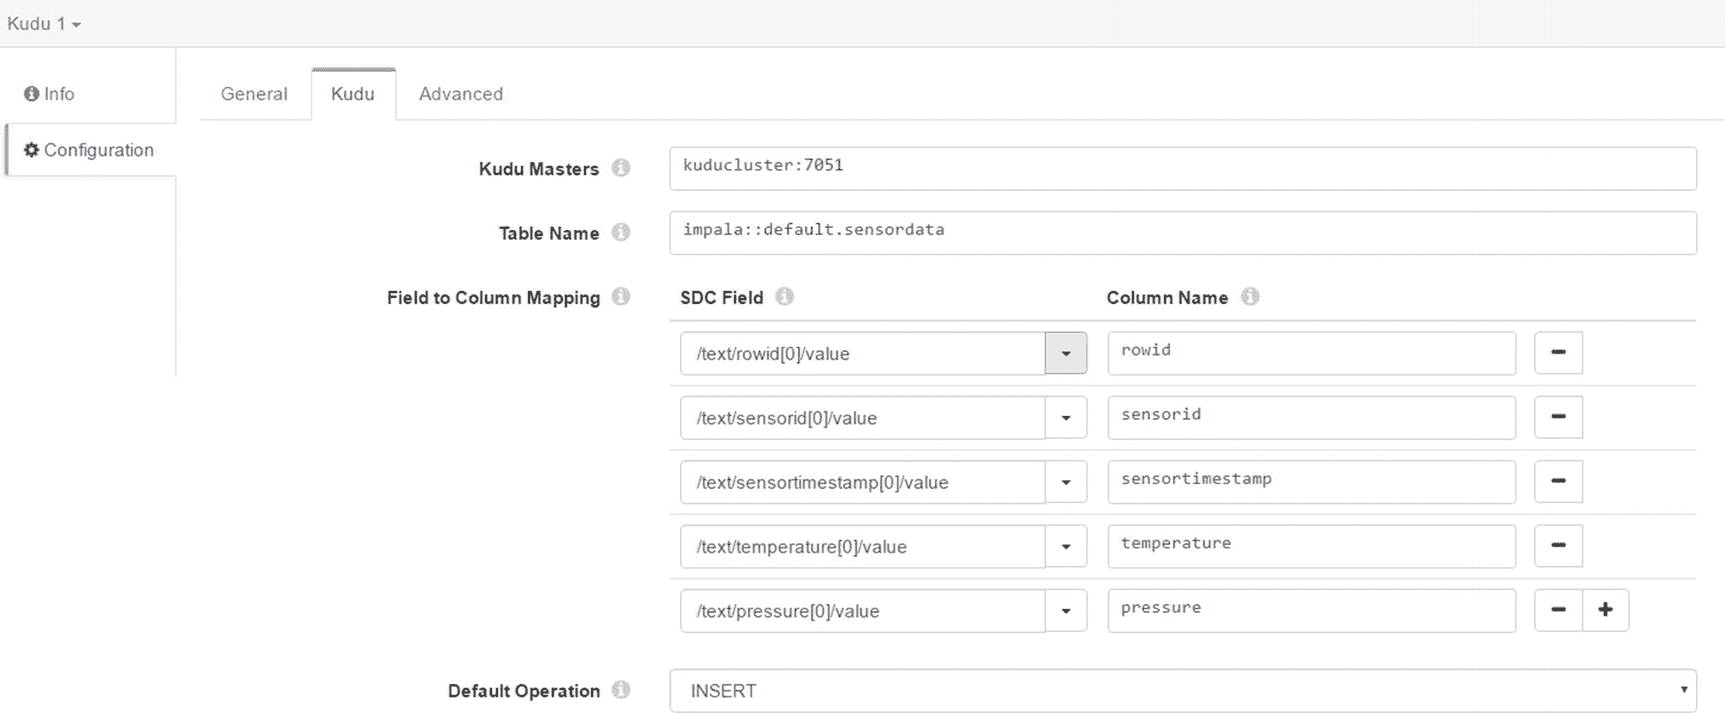 Kudu 1
Info
General Kudu Advanced
Configuration
Kudu Masters kuducluster:7051
Table Name impala::default.sensordata
Field to Column Mapping SDC Field Column Name
/text/rowid[0]/value rowid
/text/sensorid[0]/value sensorid
/text/sensortimestamp[0]/value sensortimestamp
/text/temperature[0]/value temperature
/text/pressure[0]/value pressure
Default Operation INSERT